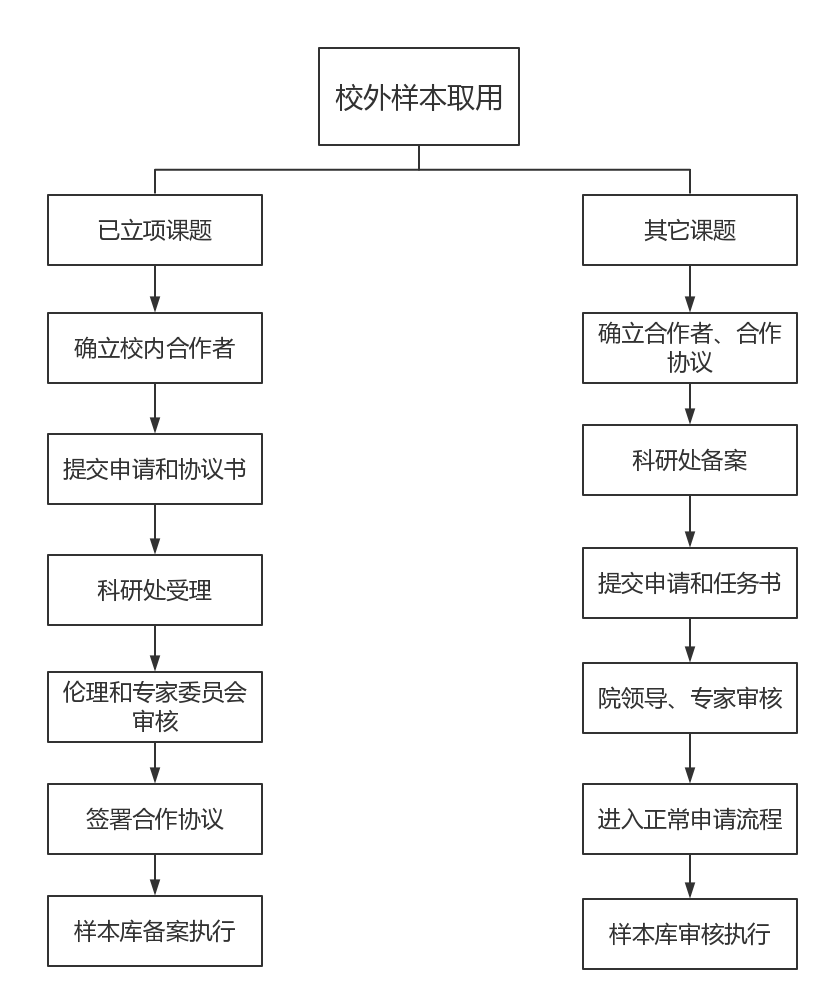 校外样本取用
已立项课题
确立校内合作者
提交申请和协议书
科研处受理
伦理和专家委员会
审核
签署合作协议
样本库备案执行
其它课题
确立合作者、合作
协议
科研处备案
提交申请和任务书
院领导、专家审核
进入正常申请流程
样本库审核执行